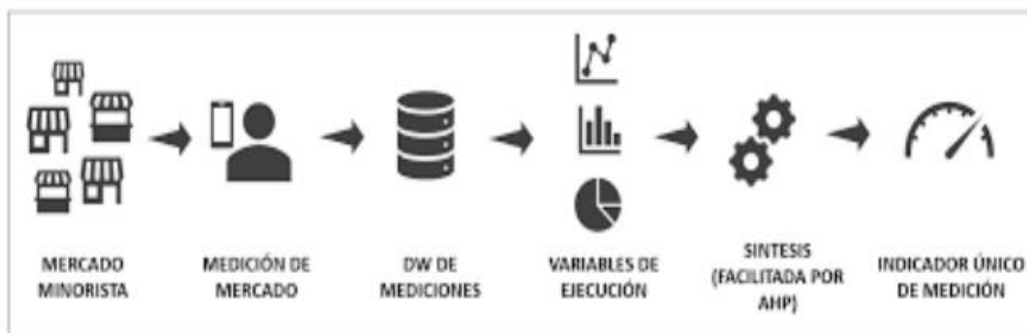 MERCADO
MINORISTA
MEDICIÓN DE
MERCADO
DW DE
MEDICIONES
VARIABLES DE
EJECUCIÓN
SINTESIS
(FACILITADA POR
AHP)
INDICADOR ÚNICO
DE MEDICIÓN